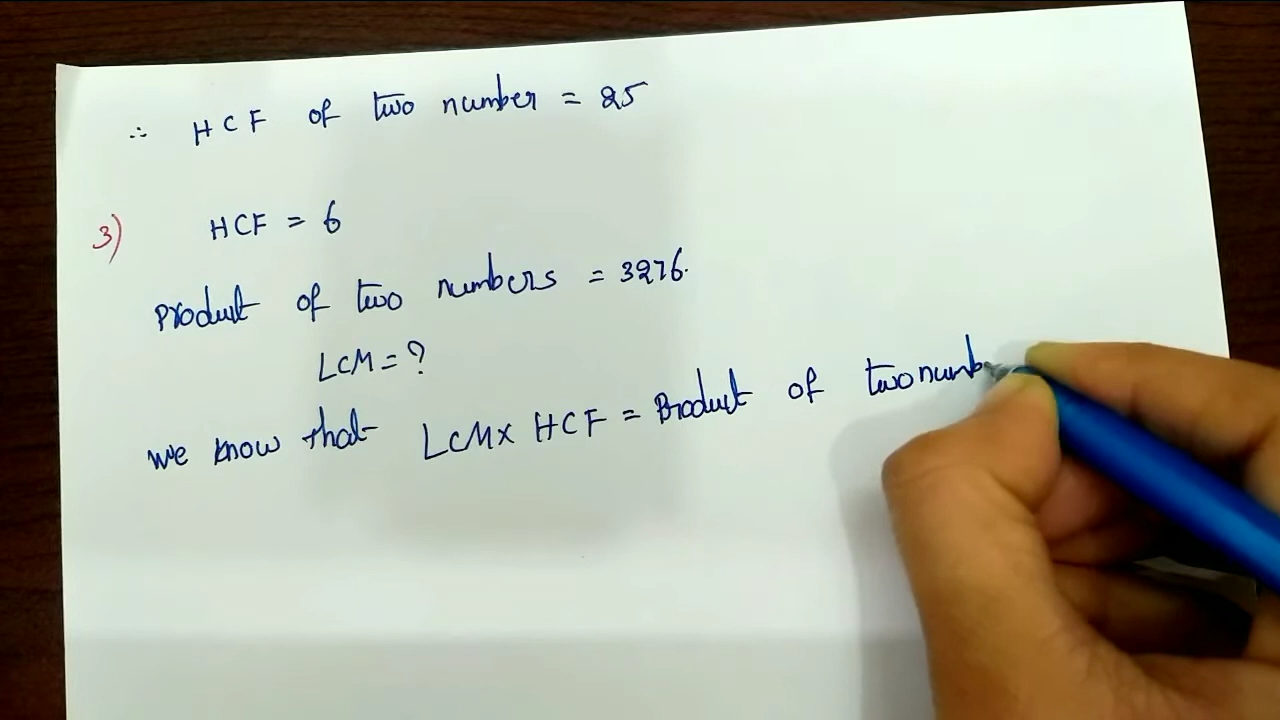 ∴ HCF of two number = 25
3) HCF = 6
Product of two numbers = 3276.
LCM = ?
we know that LCM x HCF = Product of two numb